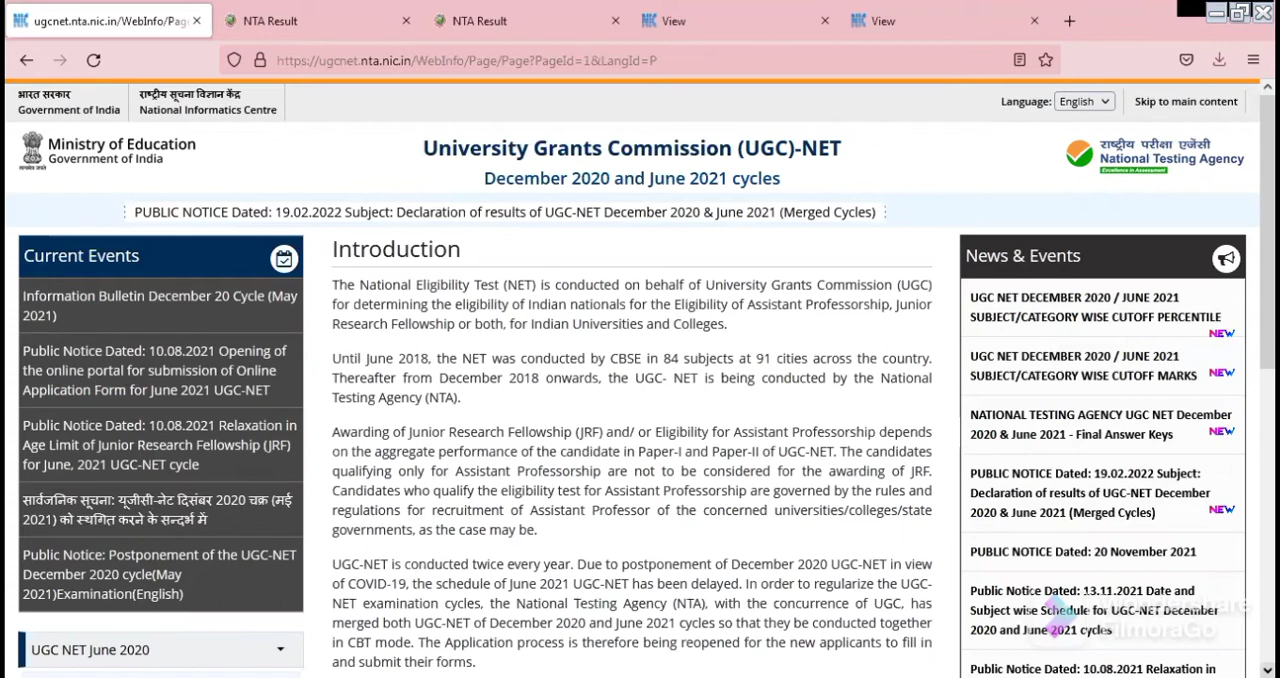 ugcnet.nta.nic.in/WebInfo/Pag
NTA Result
NTA Result
View
View
https://ugcnet.nta.nic.in/WebInfo/Page/Page?PageId=1&LangId=P
भारत सरकार
Government of India
राष्ट्रीय सूचना विज्ञान केंद्र
National Informatics Centre
Language: English
Skip to main content
Ministry of Education
Government of India
University Grants Commission (UGC)-NET
December 2020 and June 2021 cycles
राष्ट्रीय परीक्षा एजेंसी
National Testing Agency
Excellence in Assessment
PUBLIC NOTICE Dated: 19.02.2022 Subject: Declaration of results of UGC-NET December 2020 & June 2021 (Merged Cycles)
Current Events
Information Bulletin December 20 Cycle (May
2021)
Public Notice Dated: 10.08.2021 Opening of
the online portal for submission of Online
Application Form for June 2021 UGC-NET
Public Notice Dated: 10.08.2021 Relaxation in
Age Limit of Junior Research Fellowship (JRF)
for June, 2021 UGC-NET cycle
सार्वजनिक सूचना: यूजीसी-नेट दिसंबर 2020 चक्र (मई
2021) को स्थगित करने के सन्दर्भ में
Public Notice: Postponement of the UGC-NET
December 2020 cycle(May
2021)Examination(English)
UGC NET June 2020
Introduction
The National Eligibility Test (NET) is conducted on behalf of University Grants Commission (UGC)
for determining the eligibility of Indian nationals for the Eligibility of Assistant Professorship, Junior
Research Fellowship or both, for Indian Universities and Colleges.
Until June 2018, the NET was conducted by CBSE in 84 subjects at 91 cities across the country.
Thereafter from December 2018 onwards, the UGC- NET is being conducted by the National
Testing Agency (NTA).
Awarding of Junior Research Fellowship (JRF) and/ or Eligibility for Assistant Professorship depends
on the aggregate performance of the candidate in Paper-I and Paper-II of UGC-NET. The candidates
qualifying only for Assistant Professorship are not to be considered for the awarding of JRF.
Candidates who qualify the eligibility test for Assistant Professorship are governed by the rules and
regulations for recruitment of Assistant Professor of the concerned universities/colleges/state
governments, as the case may be.
UGC-NET is conducted twice every year. Due to postponement of December 2020 UGC-NET in view
of COVID-19, the schedule of June 2021 UGC-NET has been delayed. In order to regularize the UGC-
NET examination cycles, the National Testing Agency (NTA), with the concurrence of UGC, has
merged both UGC-NET of December 2020 and June 2021 cycles so that they be conducted together
in CBT mode. The Application process is therefore being reopened for the new applicants to fill in
and submit their forms.
News & Events
UGC NET DECEMBER 2020 / JUNE 2021
SUBJECT/CATEGORY WISE CUTOFF PERCENTILE
NEW
UGC NET DECEMBER 2020 / JUNE 2021
SUBJECT/CATEGORY WISE CUTOFF MARKS NEW
NATIONAL TESTING AGENCY UGC NET December
2020 & June 2021 - Final Answer Keys NEW
PUBLIC NOTICE Dated: 19.02.2022 Subject:
Declaration of results of UGC-NET December
2020 & June 2021 (Merged Cycles) NEW
PUBLIC NOTICE Dated: 20 November 2021
Public Notice Dated: 13.11.2021 Date and
Subject wise Schedule for UGC-NET December
2020 and June 2021 cycles
Public Notice Dated: 10.08.2021 Relaxation in
FilmoraGo